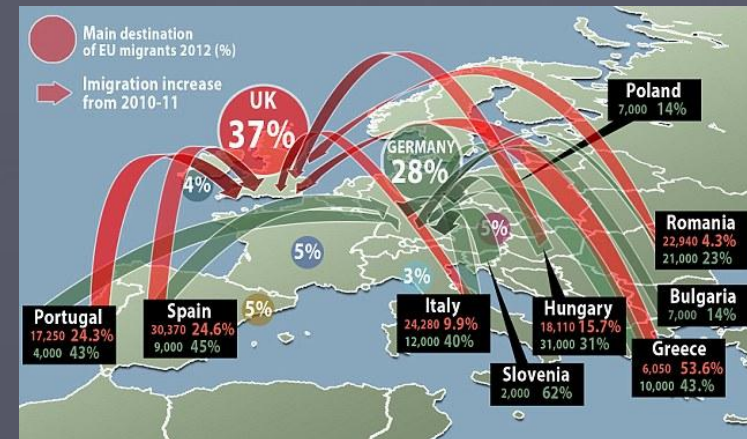 Main destination
of EU migrants 2012 (%)
Imigration increase
from 2010-11
UK
37%
GERMANY
28%
Poland
7,000 14%
4%
5%
5%
3%
5%
Romania
22,940 4.3%
21,000 23%
Bulgaria
7,000 14%
Portugal
17,250 24.3%
4,000 43%
Spain
30,370 24.6%
9,000 45%
Italy
24,280 9.9%
12,000 40%
Hungary
18,110 15.7%
31,000 31%
Greece
6,050 53.6%
10,000 43.%
Slovenia
2,000 62%